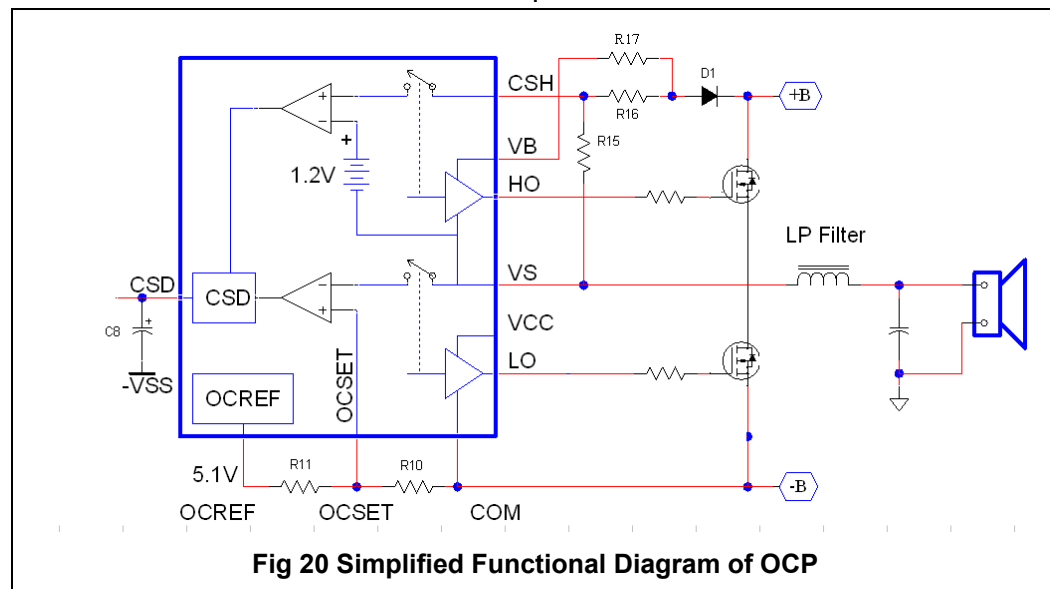 R17
D1
CSH
+B
R16
R15
VB
1.2V
HO
LP Filter
VS
CSD
CSD
VCC
C8
LO
-VSS
OCSET
OCREF
5.1V
R11
R10
-B
OCREF
OCSET
COM
Fig 20 Simplified Functional Diagram of OCP